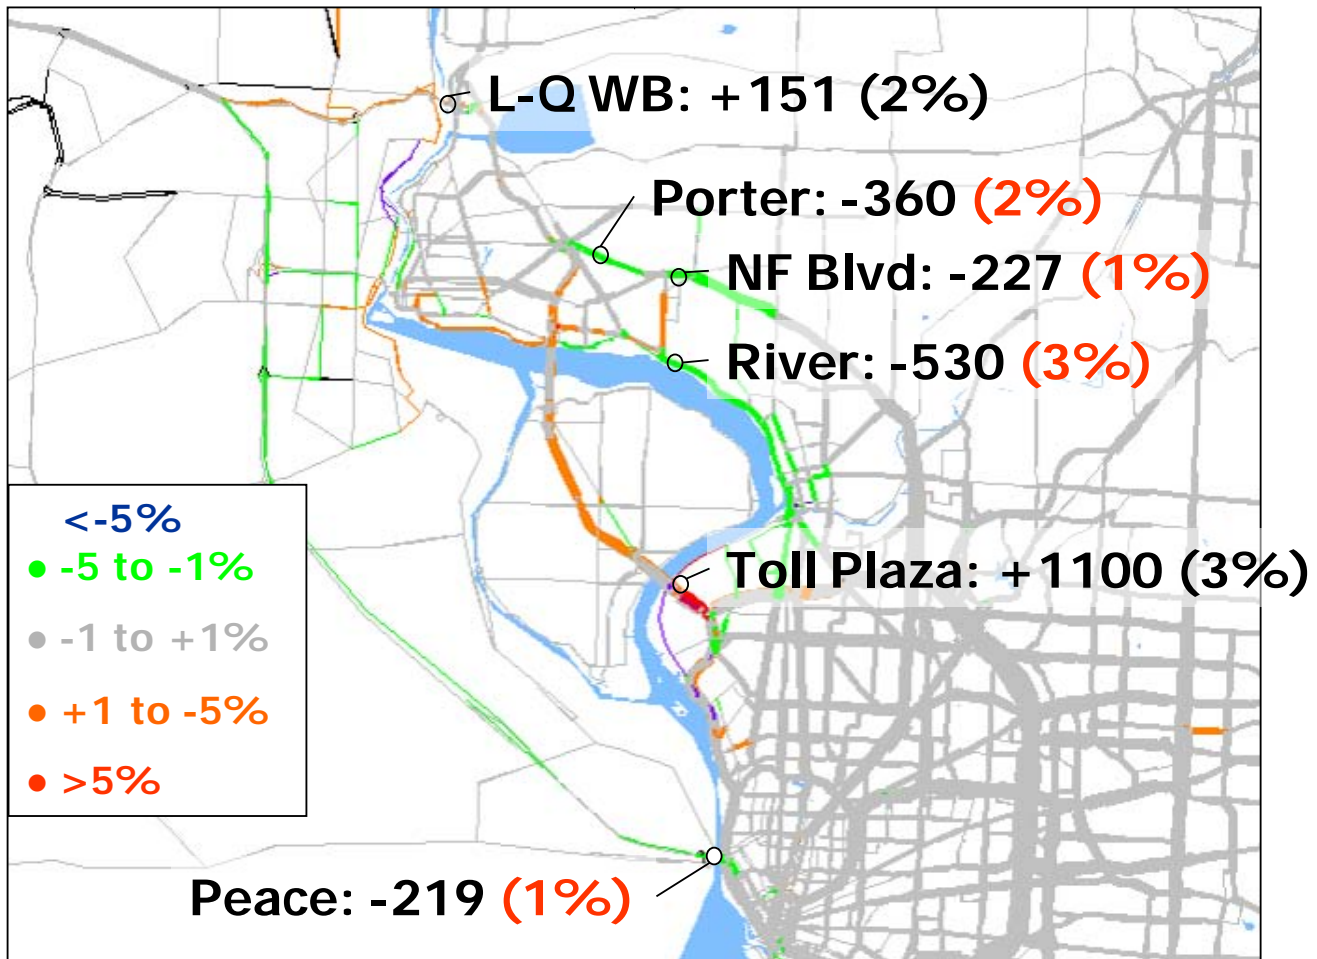 L-Q WB: +151 (2%)
Porter: -360 (2%)
NF Blvd: -227 (1%)
River: -530 (3%)
<-5%
• -5 to -1%
• -1 to +1%
• +1 to -5%
• >5%
Toll Plaza: +1100 (3%)
Peace: -219 (1%)